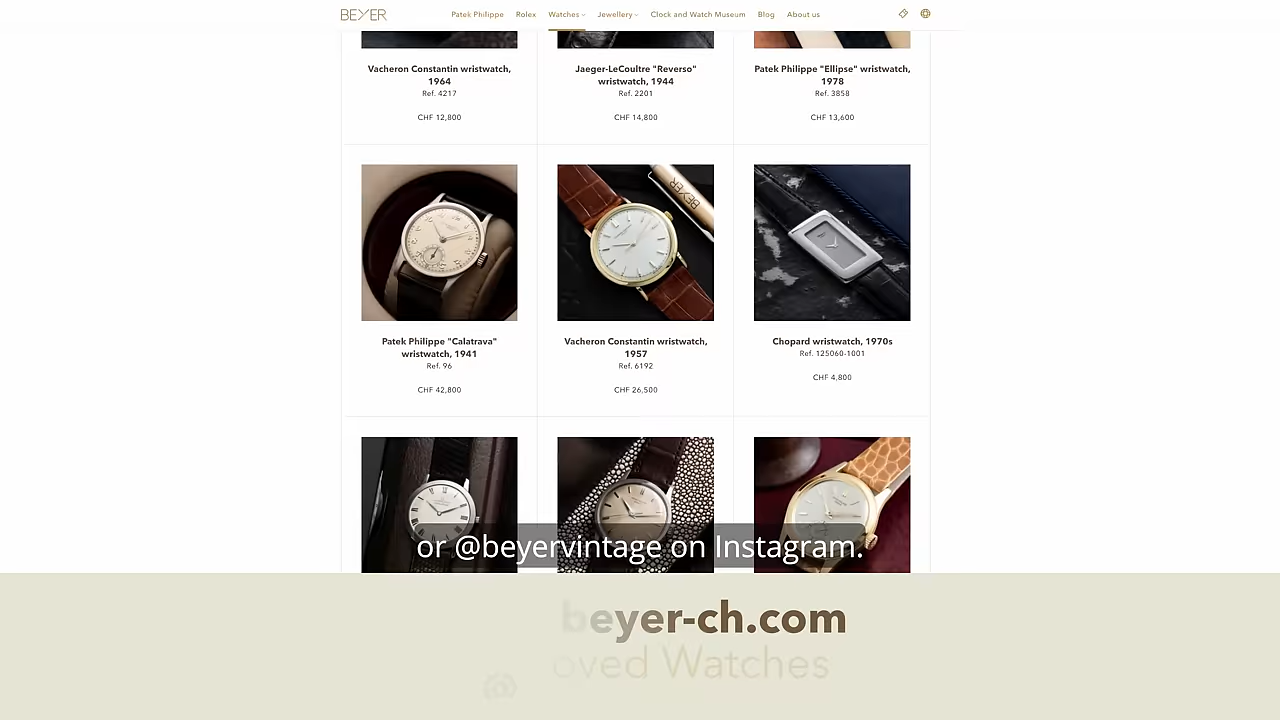 BEYER
Patek Philippe Rolex Watches Jewellery Clock and Watch Museum Blog About us
Vacheron Constantin wristwatch,
1964
Ref. 4217
CHF 12,800
Jaeger-LeCoultre "Reverso"
wristwatch, 1944
Ref. 2201
CHF 14,800
Patek Philippe "Ellipse" wristwatch,
1978
Ref. 3858
CHF 13,600
BEYER
Patek Philippe "Calatrava"
wristwatch, 1941
Ref. 96
CHF 42,800
Vacheron Constantin wristwatch,
1957
Ref. 6192
CHF 26,500
Chopard wristwatch, 1970s
Ref. 125060-1001
CHF 4,800
or @beyervintage on Instagram.
beyer-ch.com
oved Watches